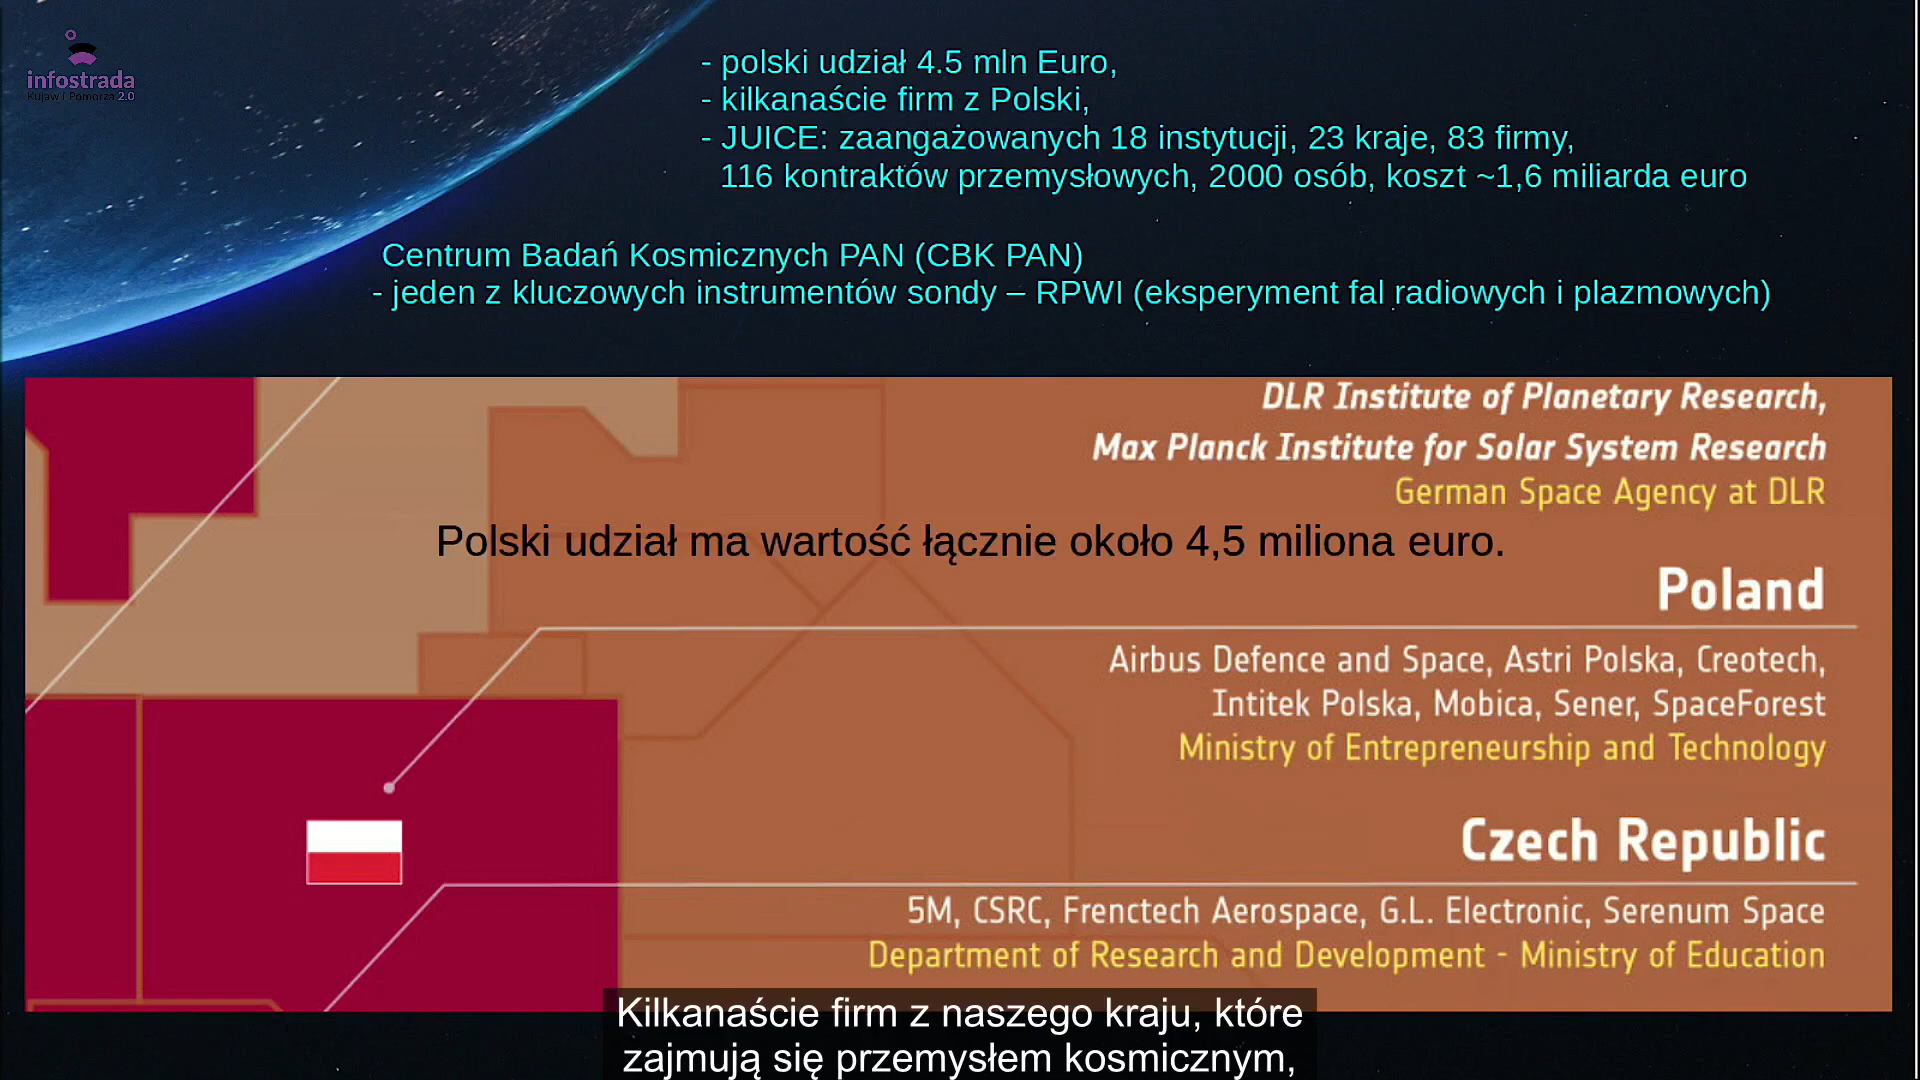 infostrada
Kujaw i Pomorza 2.0
- polski udział 4.5 mln Euro,
- kilkanaście firm z Polski,
- JUICE: zaangażowanych 18 instytucji, 23 kraje, 83 firmy,
116 kontraktów przemysłowych, 2000 osób, koszt ~1,6 miliarda euro
Centrum Badań Kosmicznych PAN (CBK PAN)
- jeden z kluczowych instrumentów sondy – RPWI (eksperyment fal radiowych i plazmowych)
DLR Institute of Planetary Research,
Max Planck Institute for Solar System Research
German Space Agency at DLR
Polski udział ma wartość łącznie około 4,5 miliona euro.
Poland
Airbus Defence and Space, Astri Polska, Creotech,
Intitek Polska, Mobica, Sener, SpaceForest
Ministry of Entrepreneurship and Technology
Czech Republic
5M, CSRC, Frenctech Aerospace, G.L. Electronic, Serenum Space
Department of Research and Development - Ministry of Education
Kilkanaście firm z naszego kraju, które
zajmują się przemysłem kosmicznym,